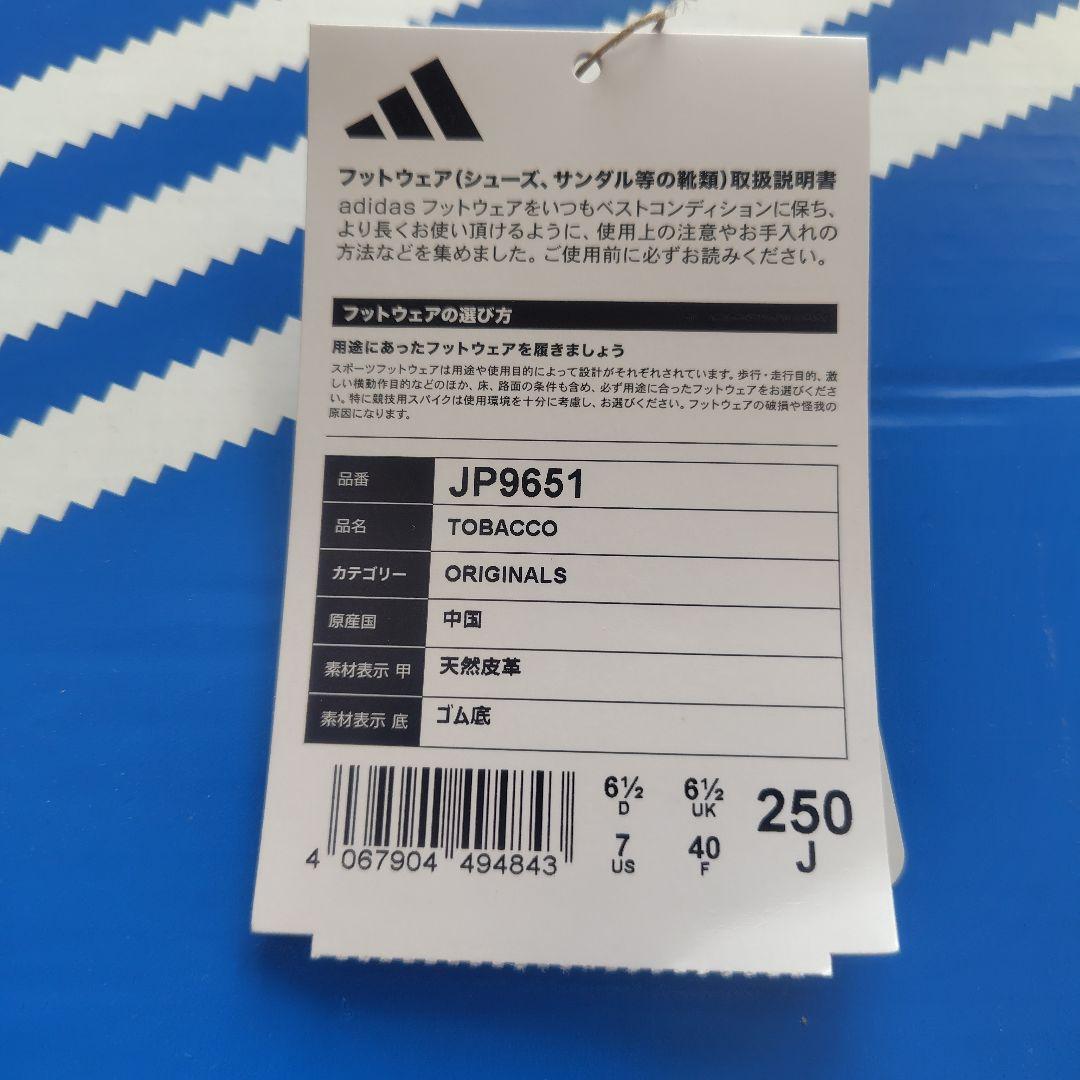 フットウェア(シューズ、サンダル等の靴類)取扱説明書
adidas フットウェアをいつもベストコンディションに保ち、
より長くお使い頂けるように、使用上の注意やお手入れの
方法などを集めました。ご使用前に必ずお読みください。
フットウェアの選び方
用途にあったフットウェアを履きましょう
スポーツフットウェアは用途や使用目的によって設計がそれぞれされています。歩行・走行目的、激
しい横動作目的などのほか、床、路面の条件も含め、必ず用途に合ったフットウェアをお選びくださ
い。特に競技用スパイクは使用環境を十分に考慮し、お選びください。フットウェアの破損や怪我の
原因になります。
品番 JP9651
品名 TOBACCO
カテゴリー ORIGINALS
原産国 中国
素材表示 甲 天然皮革
素材表示 底 ゴム底
6½ 6½ 250
D UK J
7 40
US F
4 067904 494843